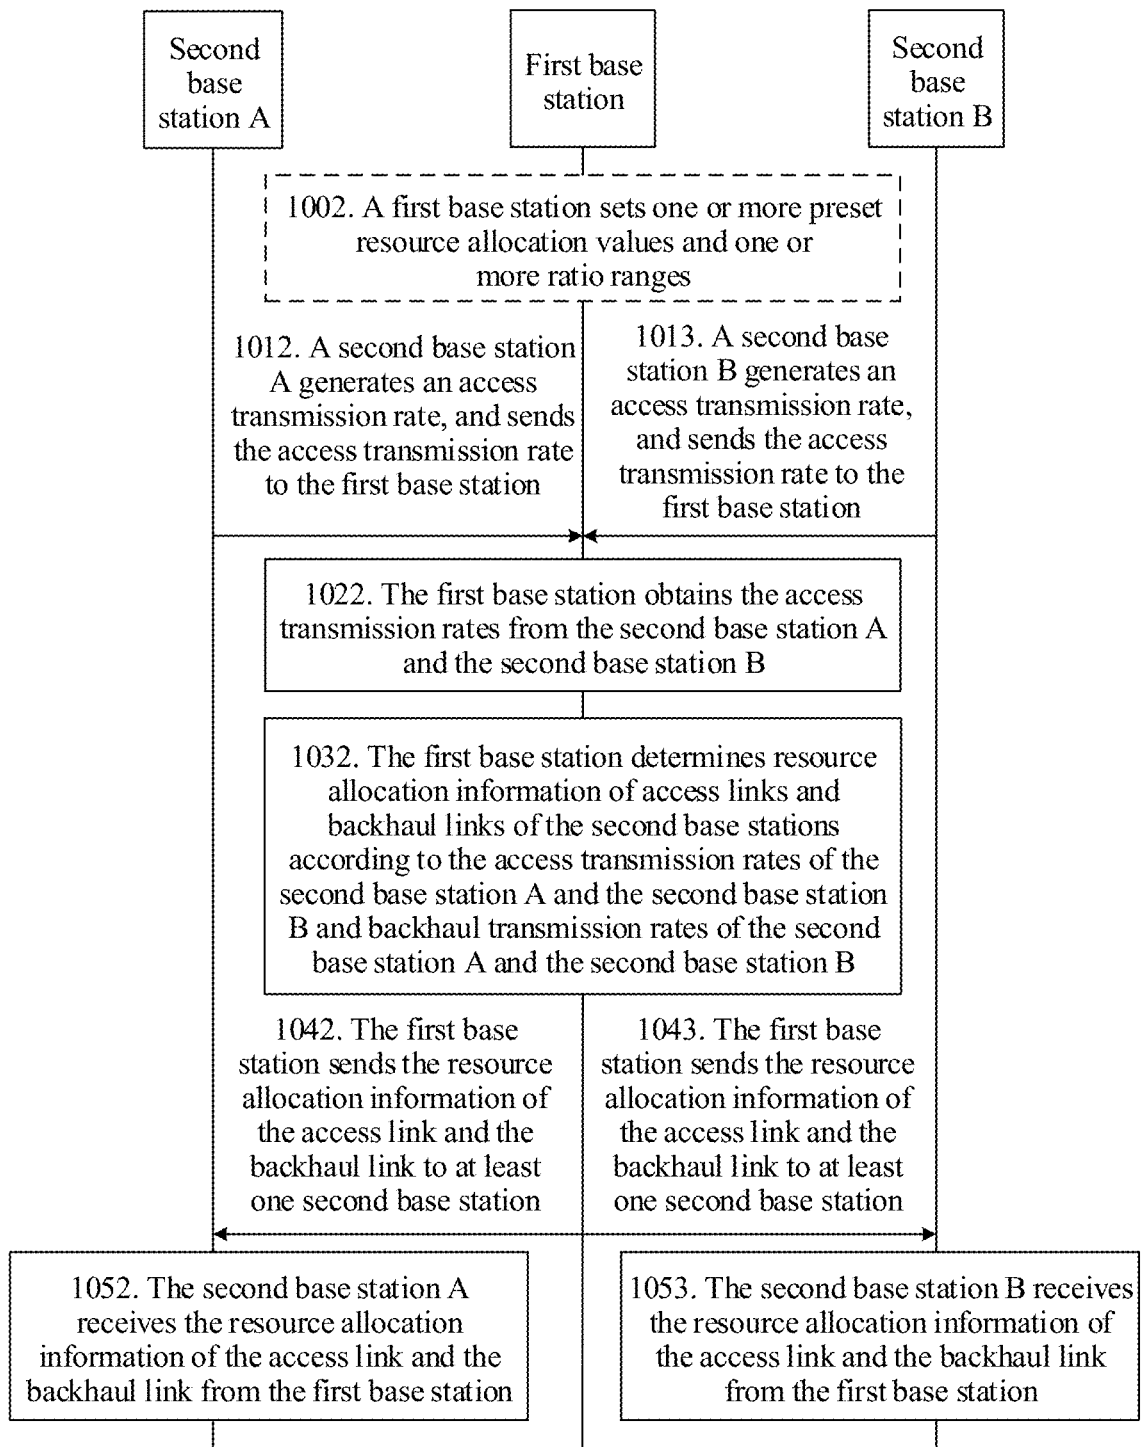 Second
base
station A
First base
station
Second
base
station B
1002. A first base station sets one or more preset
resource allocation values and one or
more ratio ranges
1012. A second base station
A generates an access
transmission rate, and sends
the access transmission rate
to the first base station
1013. A second base
station B generates an
access transmission rate,
and sends the access
transmission rate to the
first base station
1022. The first base station obtains the access
transmission rates from the second base station A
and the second base station B
1032. The first base station determines resource
allocation information of access links and
backhaul links of the second base stations
according to the access transmission rates of the
second base station A and the second base station
B and backhaul transmission rates of the second
base station A and the second base station B
1042. The first base
station sends the resource
allocation information of
the access link and the
backhaul link to at least
one second base station
1043. The first base
station sends the resource
allocation information of
the access link and the
backhaul link to at least
one second base station
1052. The second base station A
receives the resource allocation
information of the access link and the
backhaul link from the first base station
1053. The second base station B receives
the resource allocation information of
the access link and the backhaul link
from the first base station